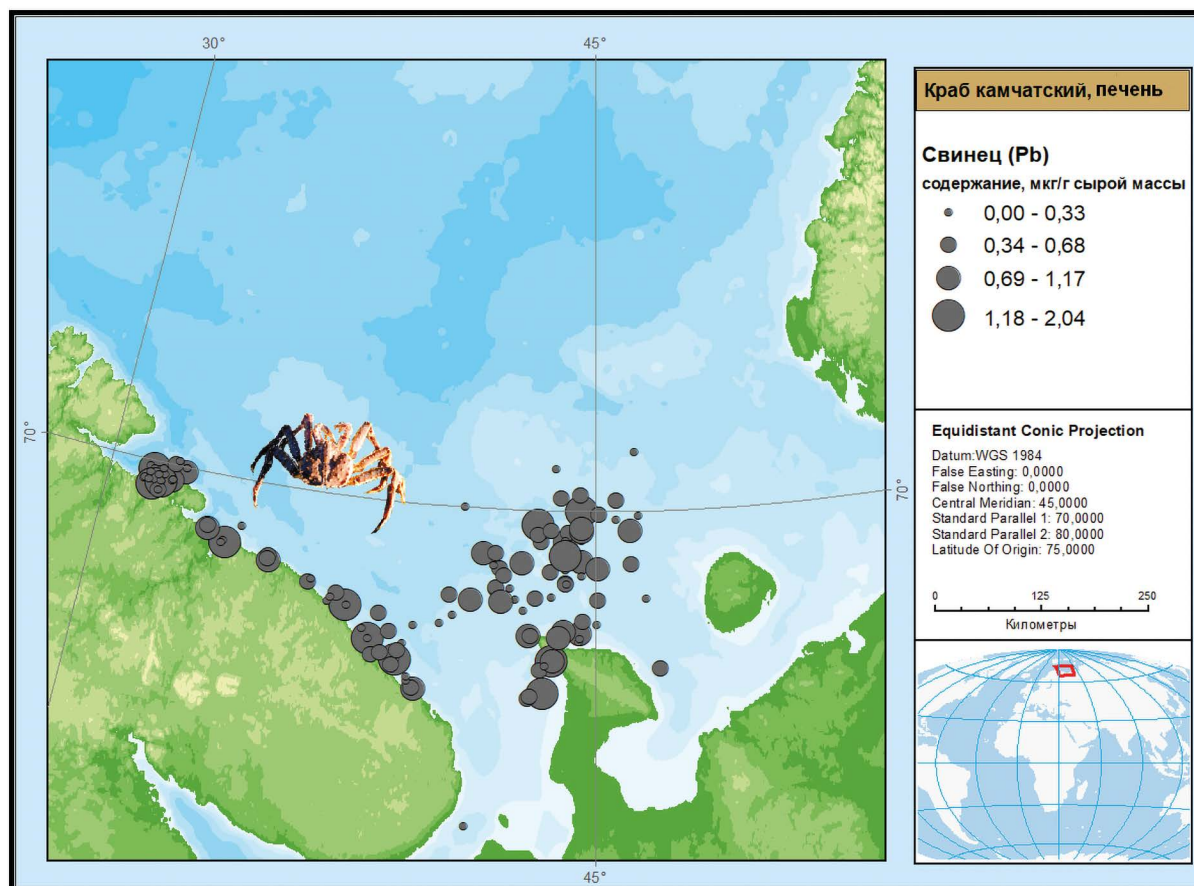 30°
45°
70°
70°
45°
Краб камчатский, печень
Свинец (Pb)
содержание, мкг/г сырой массы
0,00 - 0,33
0,34 - 0,68
0,69 - 1,17
1,18 - 2,04
Equidistant Conic Projection
Datum:WGS 1984
False Easting: 0,0000
False Northing: 0,0000
Central Meridian: 45,0000
Standard Parallel 1: 70,0000
Standard Parallel 2: 80,0000
Latitude Of Origin: 75,0000
0 125 250
Километры